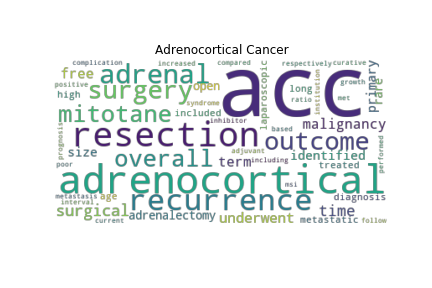 Adrenocortical Cancer
complication increased compared respectively curative
positive adrenal acc growth
free
high surgery open laparoscopic long institution primary rare
syndrome ratio met
mitotane included inhibitor malignancy
prognosis resection based outcome
size overall adjuvant identified performed
poor term including treated
adrenocortical msi
metastasis age recurrence diagnosis
interval
surgical adrenalectomy underwent metastatic time
current follow